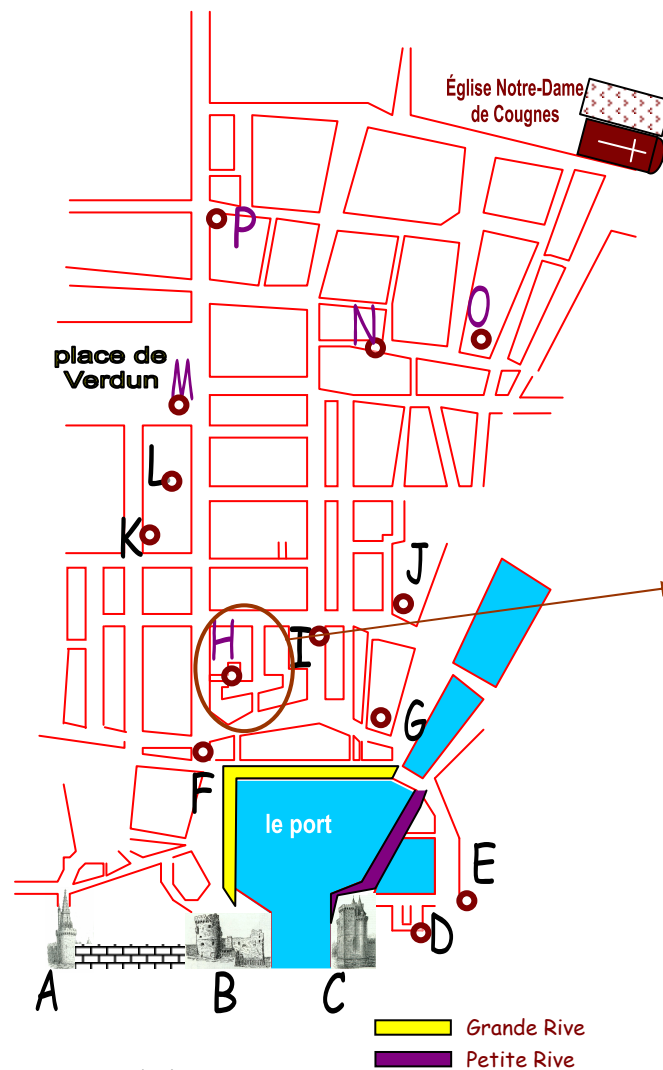 Église Notre-Dame
de Cougnes
P
O
N
place de
Verdun
M
L
K
J
H
I
G
F
le port
E
D
A
B
C
Grande Rive
Petite Rive